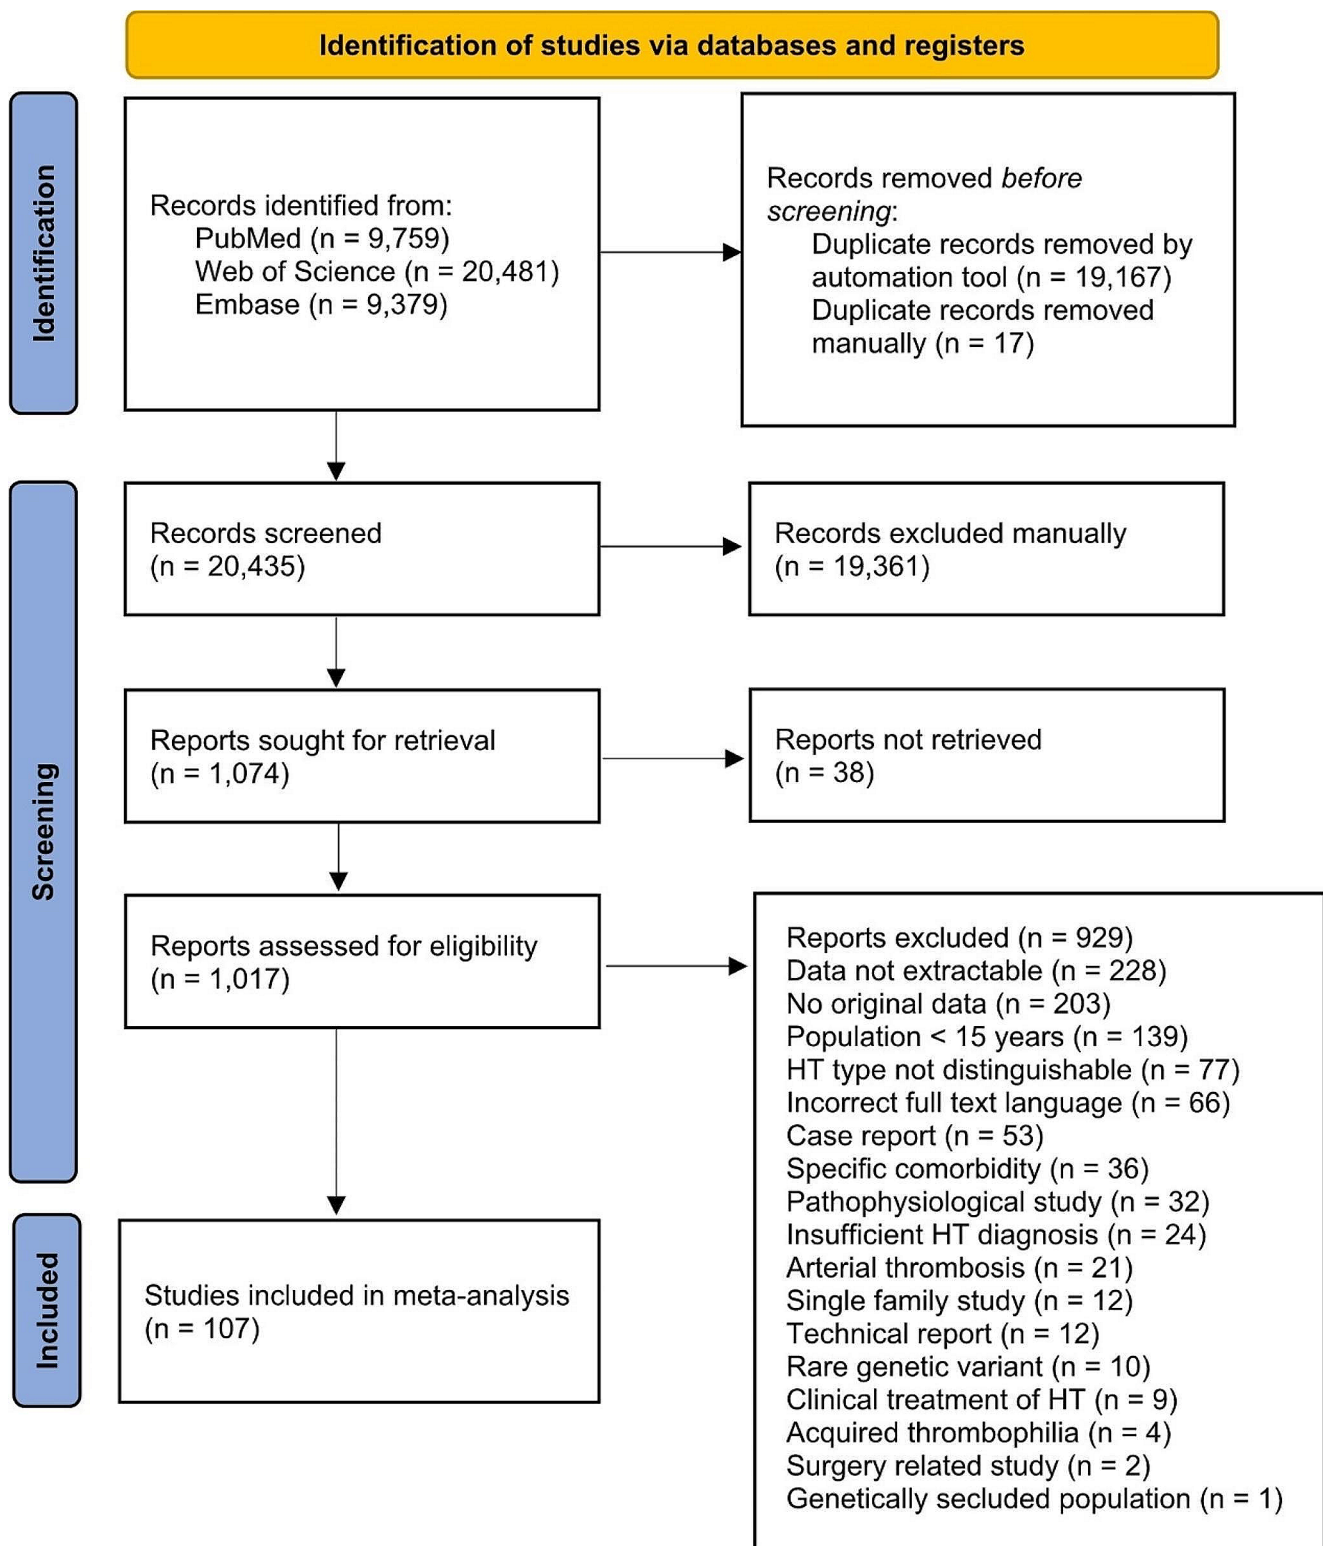 Identification of studies via databases and registers
Identification
Records identified from:
PubMed (n = 9,759)
Web of Science (n = 20,481)
Embase (n = 9,379)
Records removed before
screening:
Duplicate records removed by
automation tool (n = 19,167)
Duplicate records removed
manually (n = 17)
Screening
Records screened
(n = 20,435)
Records excluded manually
(n = 19,361)
Reports sought for retrieval
(n = 1,074)
Reports not retrieved
(n = 38)
Reports assessed for eligibility
(n = 1,017)
Reports excluded (n = 929)
Data not extractable (n = 228)
No original data (n = 203)
Population < 15 years (n = 139)
HT type not distinguishable (n = 77)
Incorrect full text language (n = 66)
Case report (n = 53)
Specific comorbidity (n = 36)
Pathophysiological study (n = 32)
Insufficient HT diagnosis (n = 24)
Arterial thrombosis (n = 21)
Single family study (n = 12)
Technical report (n = 12)
Rare genetic variant (n = 10)
Clinical treatment of HT (n = 9)
Acquired thrombophilia (n = 4)
Surgery related study (n = 2)
Genetically secluded population (n = 1)
Included
Studies included in meta-analysis
(n = 107)